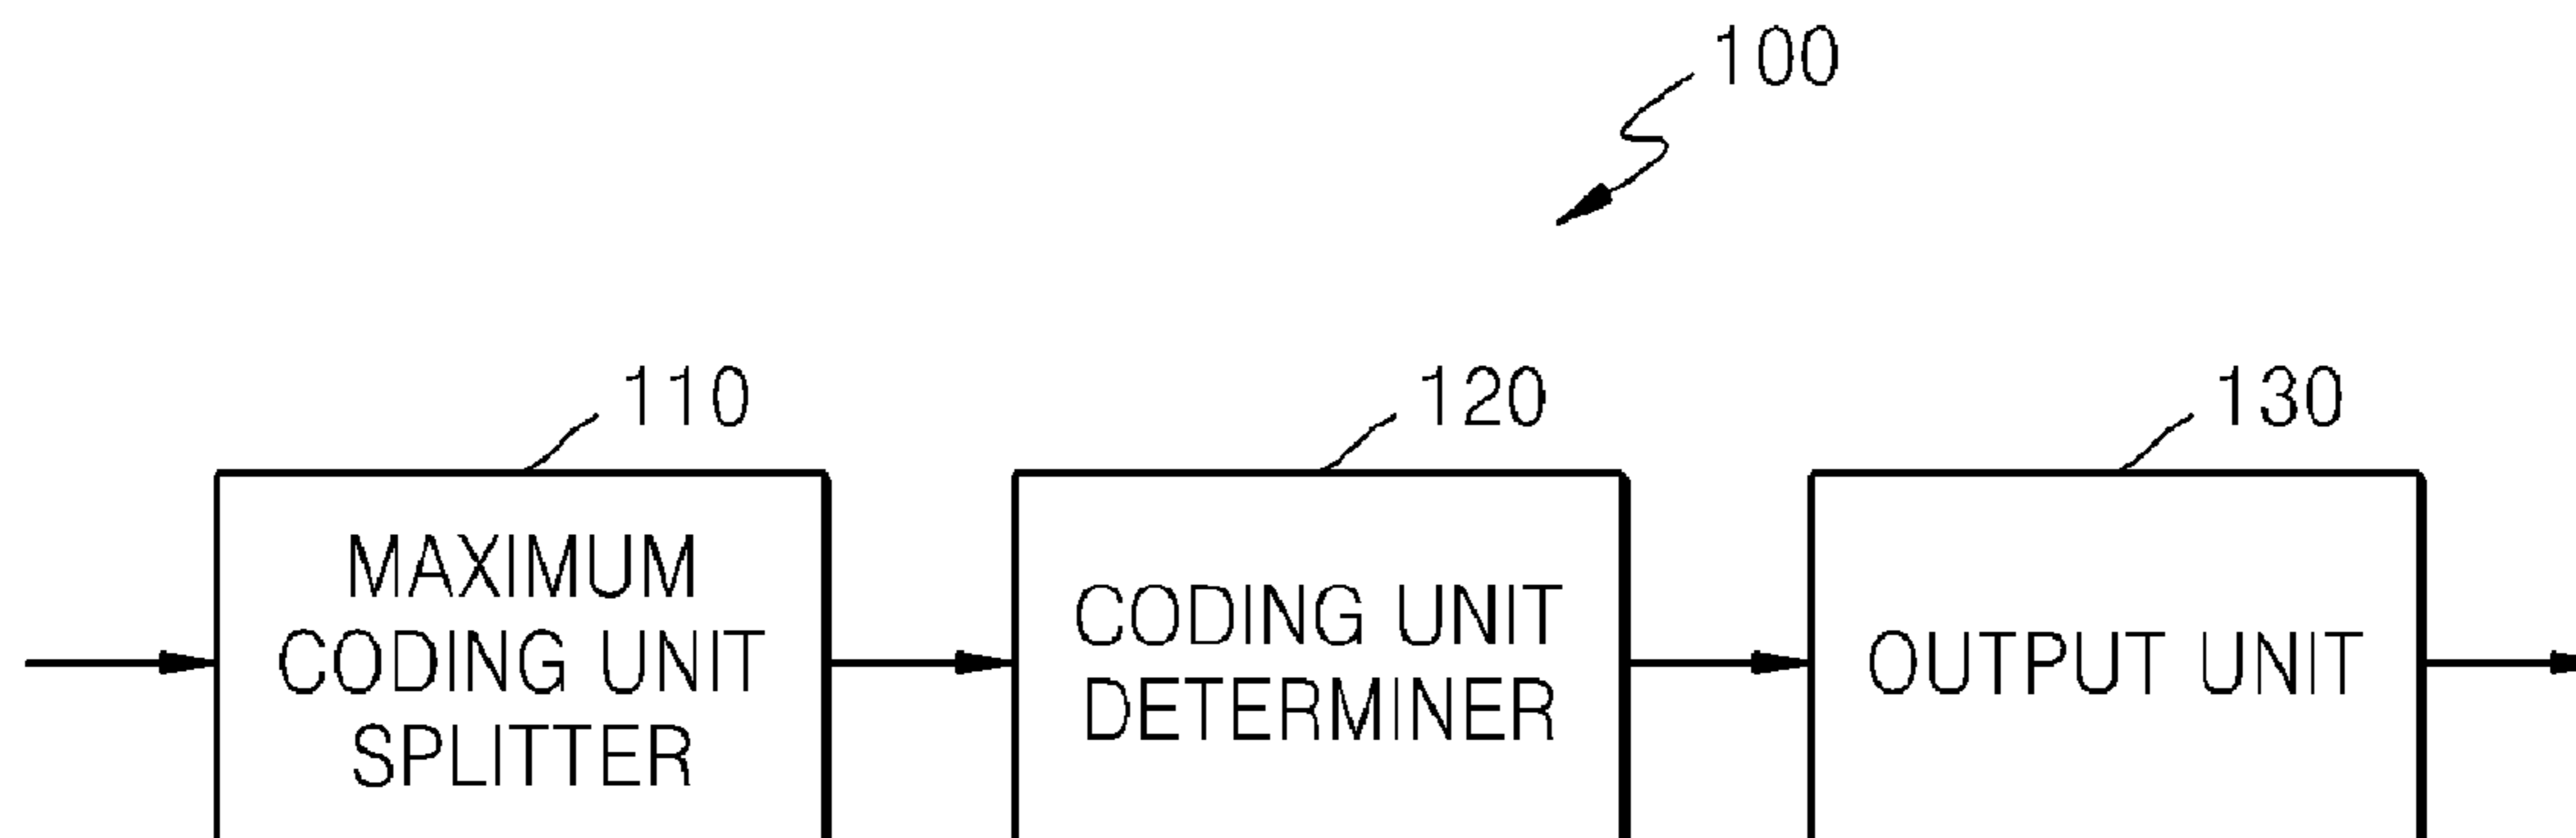 100
110
120
130
MAXIMUM
CODING UNIT
SPLITTER
CODING UNIT
DETERMINER
OUTPUT UNIT